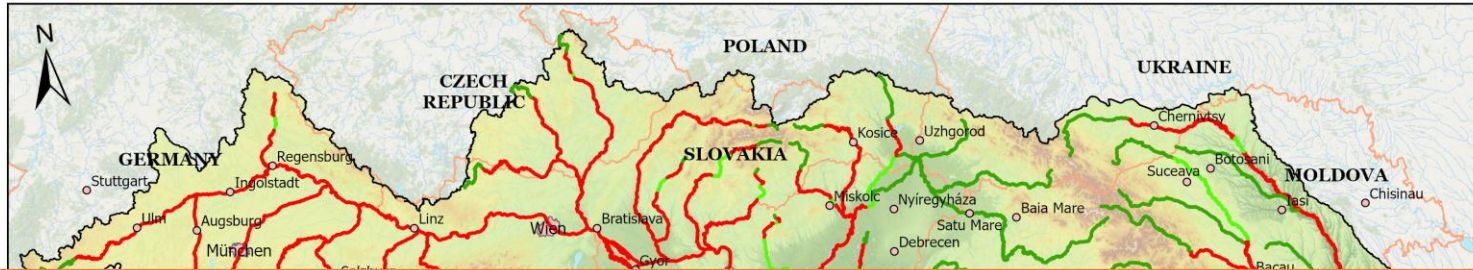 N
POLAND
CZECH
REPUBLIC
UKRAINE
Chernivtsy
Kosice
Uzhgorod
GERMANY
Regensburg
SLOVAKIA
Botosani
Suceava
MOLDOVA
Stuttgart
Ingolstadt
Chisinau
Miskolc
Nyíregyháza
Iasi
Ulm
Augsburg
Linz
Wien
Bratislava
Satu Mare
Baia Mare
München
Debrecen
Gyor
Bacau